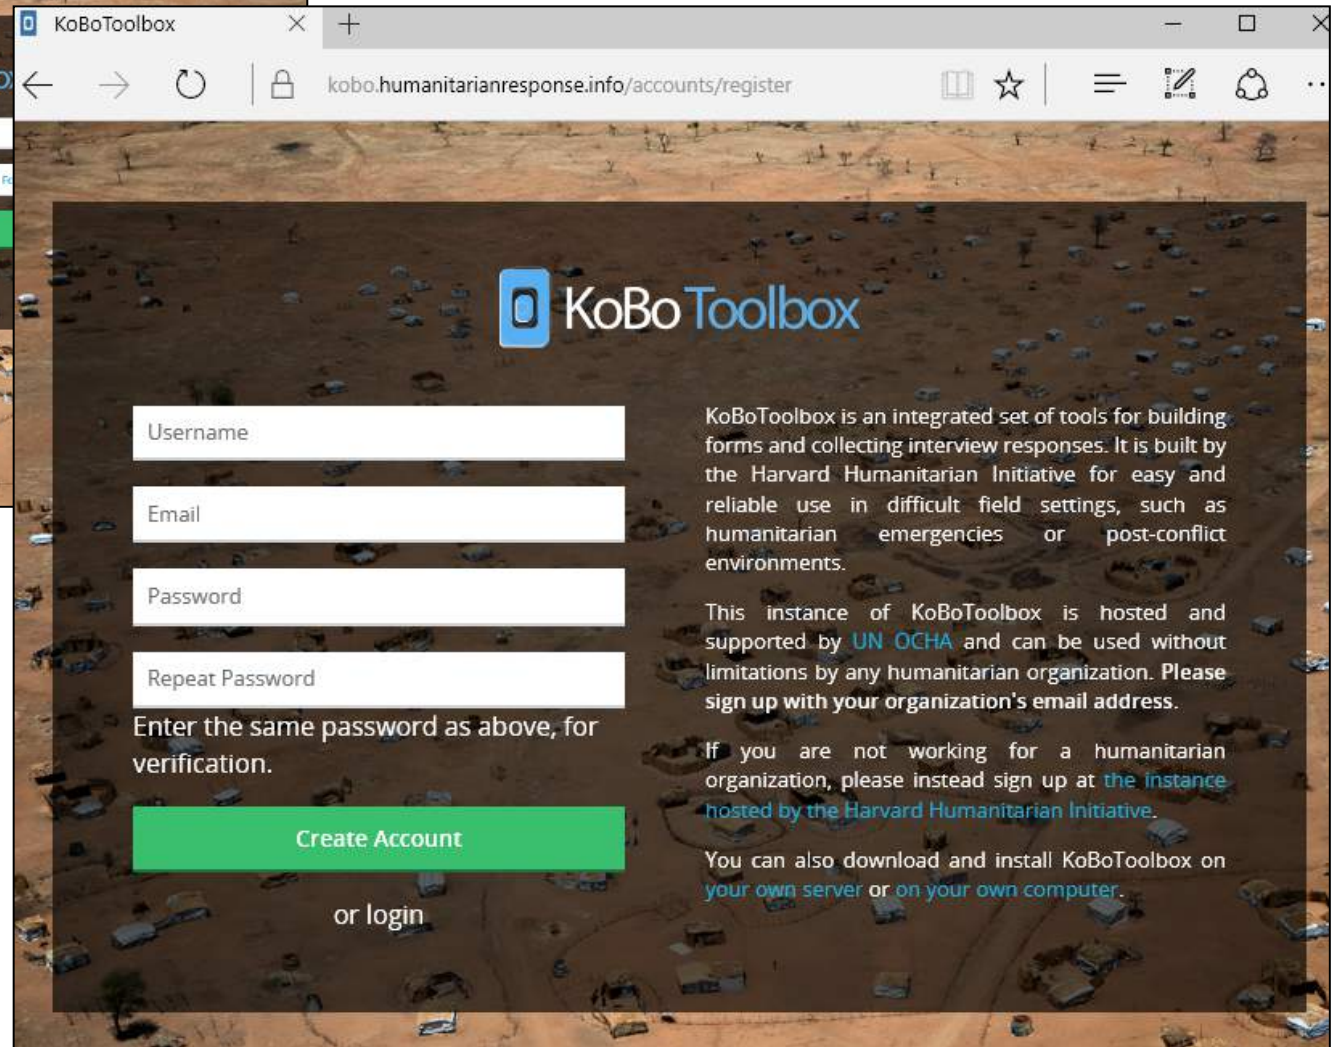 KoBoToolbox
kobo.humanitarianresponse.info/accounts/register
KoBoToolbox
Username
Email
Password
Repeat Password
Enter the same password as above, for
verification.
Create Account
or login
KoBoToolbox is an integrated set of tools for building
forms and collecting interview responses. It is built by
the Harvard Humanitarian Initiative for easy and
reliable use in difficult field settings, such as
humanitarian emergencies or post-conflict
environments.
This instance of KoBoToolbox is hosted and
supported by UN OCHA and can be used without
limitations by any humanitarian organization. Please
sign up with your organization's email address.
If you are not working for a humanitarian
organization, please instead sign up at the instance
hosted by the Harvard Humanitarian Initiative.
You can also download and install KoBoToolbox on
your own server or on your own computer.